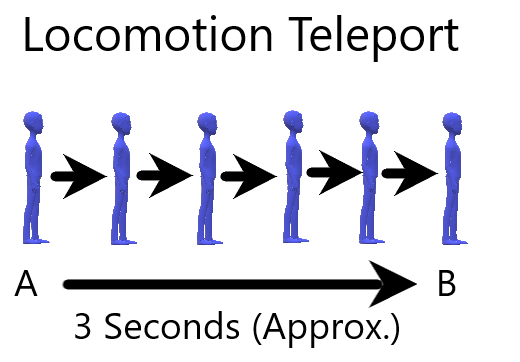 Locomotion Teleport
A B
3 Seconds (Approx.)